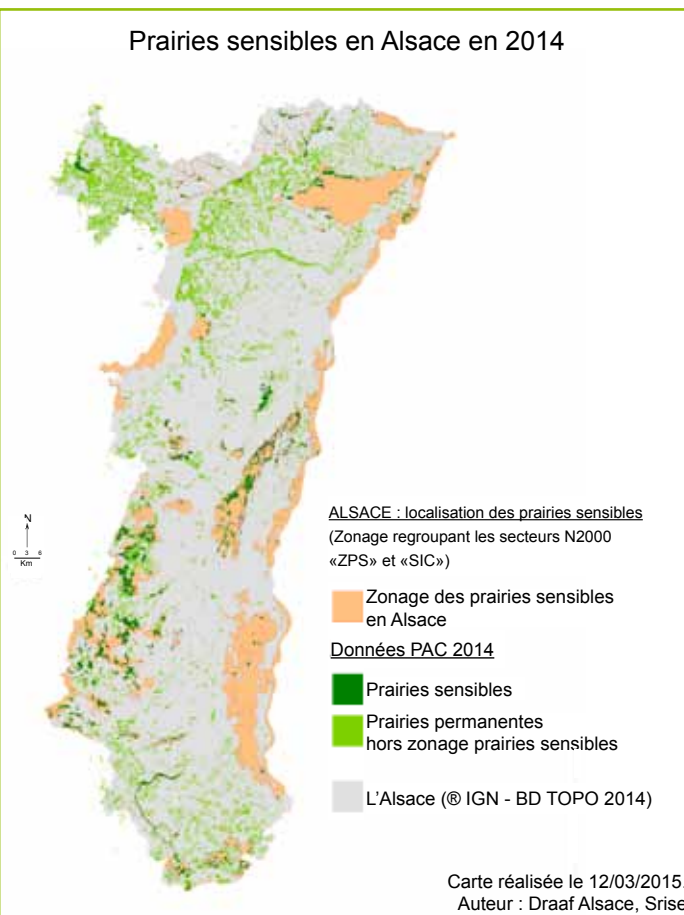 Prairies sensibles en Alsace en 2014
N
0 3 6
Km
ALSACE : localisation des prairies sensibles
(Zonage regroupant les secteurs N2000
«ZPS» et «SIC»)
Zonage des prairies sensibles
en Alsace
Données PAC 2014
Prairies sensibles
Prairies permanentes
hors zonage prairies sensibles
L'Alsace (® IGN - BD TOPO 2014)
Carte réalisée le 12/03/2015.
Auteur : Draaf Alsace, Srise